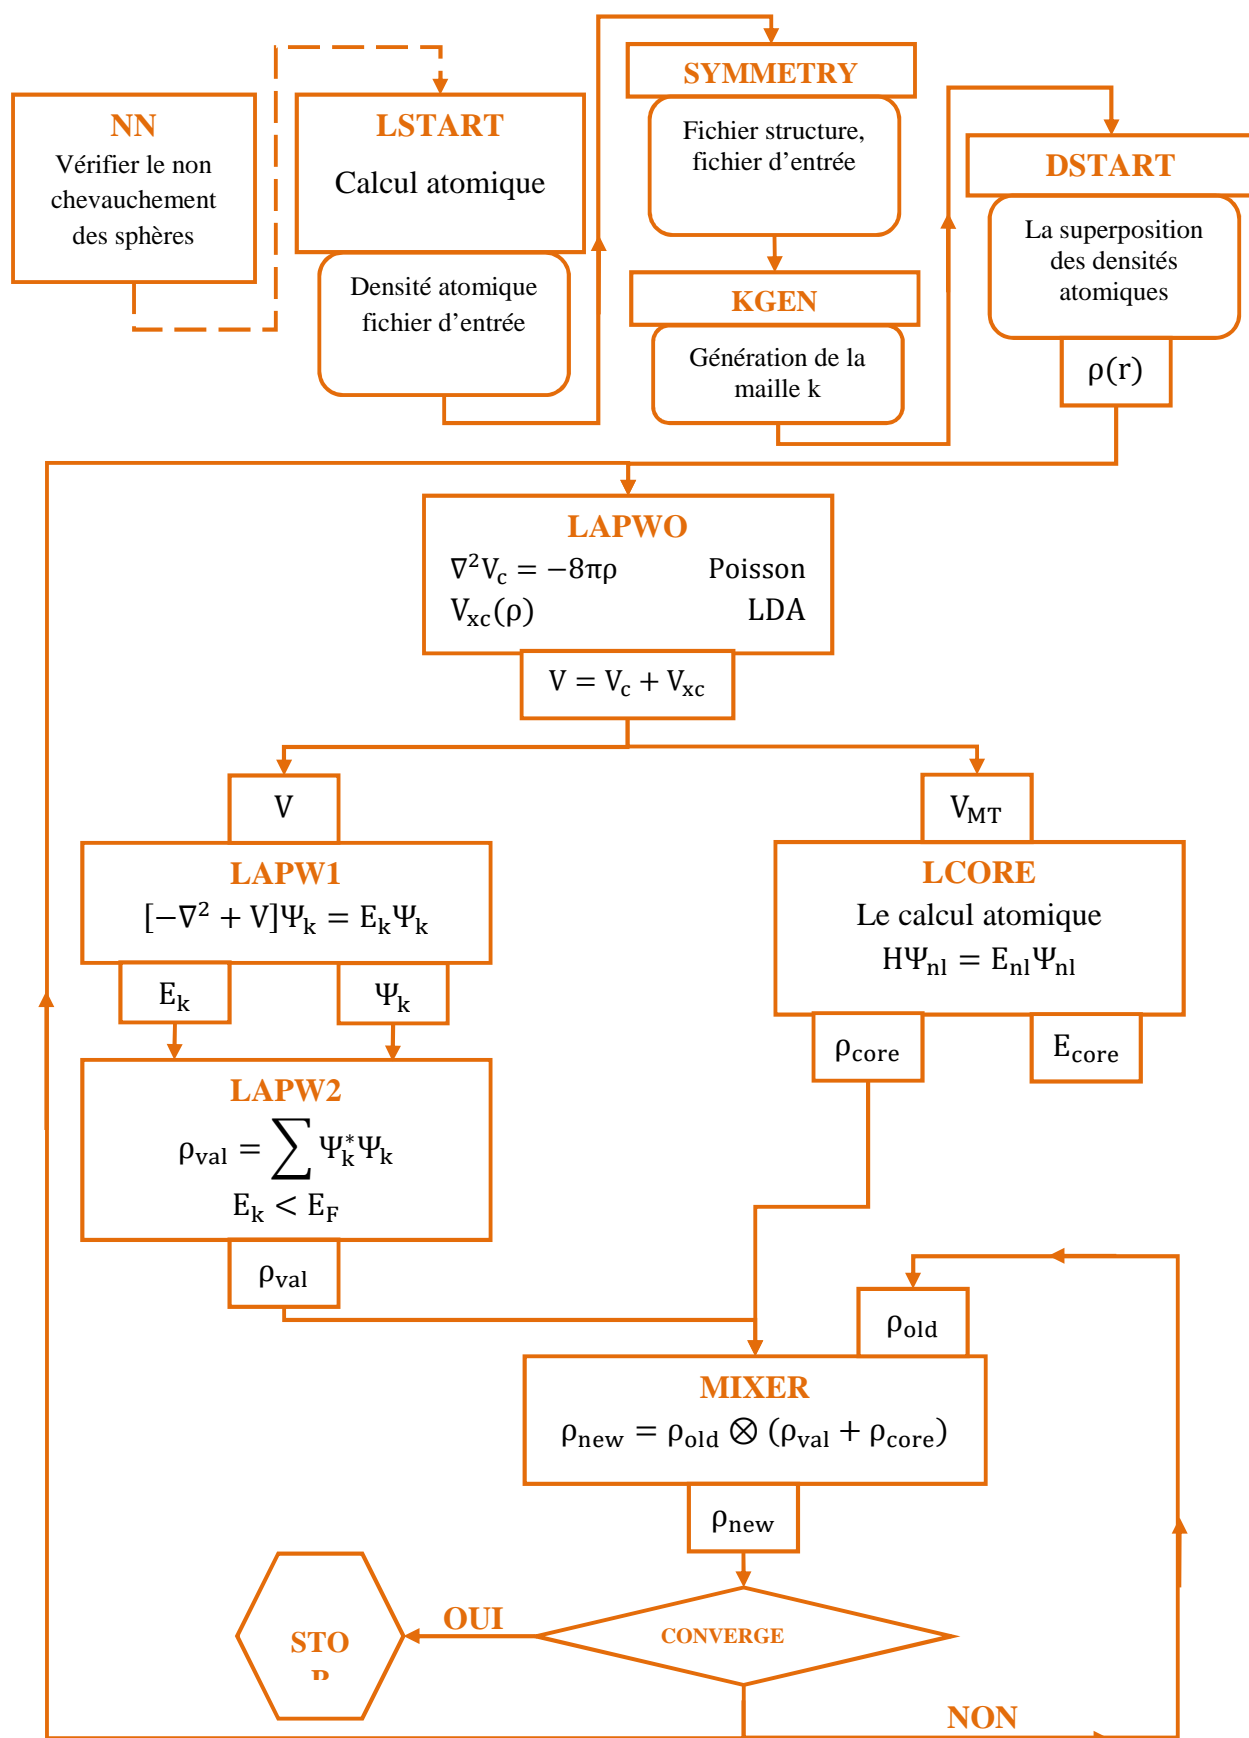 NN
Vérifier le non
chevauchement
des sphères
LSTART
Calcul atomique
Densité atomique
fichier d’entrée
SYMMETRY
Fichier structure,
fichier d’entrée
KGEN
Génération de la
maille k
DSTART
La superposition
des densités
atomiques
ρ(r)
LAPWO
∇²V_c = −8πρ Poisson
V_xc(ρ) LDA
V = V_c + V_xc
V
LAPW1
[−∇² + V]Ψ_k = E_kΨ_k
E_k Ψ_k
LAPW2
ρ_val = ∑ Ψ_k^*Ψ_k
E_k < E_F
ρ_val
V_MT
LCORE
Le calcul atomique
HΨ_nl = E_nlΨ_nl
ρ_core E_core
ρ_old
MIXER
ρ_new = ρ_old ⊗ (ρ_val + ρ_core)
ρ_new
CONVERGE
OUI
STO
P
NON